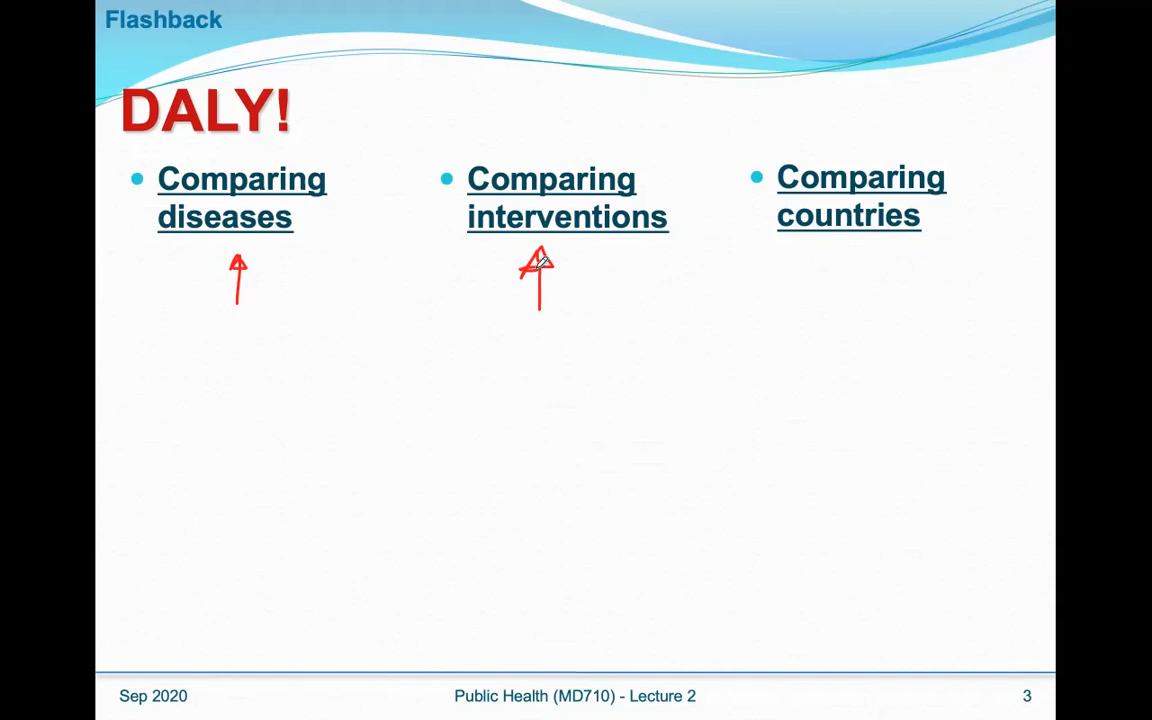 Flashback
DALY!
• Comparing
diseases
• Comparing
interventions
• Comparing
countries
Sep 2020
Public Health (MD710) - Lecture 2
3